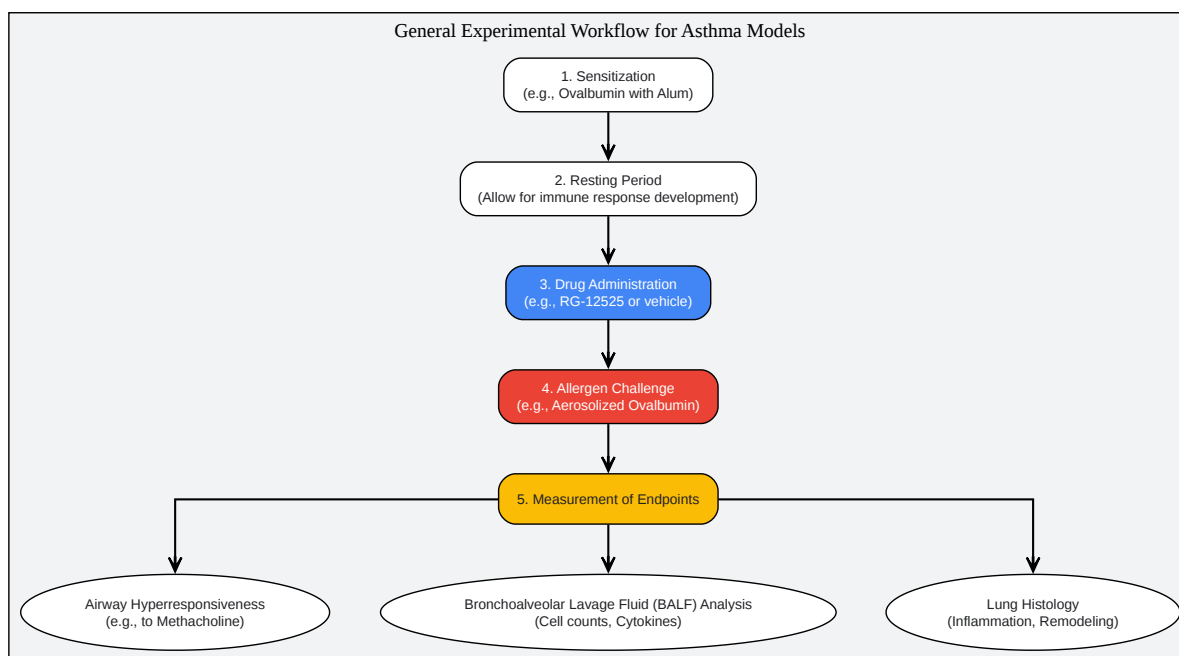 General Experimental Workflow for Asthma Models
1. Sensitization
(e.g., Ovalbumin with Alum)
2. Resting Period
(Allow for immune response development)
3. Drug Administration
(e.g., RG-12525 or vehicle)
4. Allergen Challenge
(e.g., Aerosolized Ovalbumin)
5. Measurement of Endpoints
Airway Hyperresponsiveness
(e.g., to Methacholine)
Bronchoalveolar Lavage Fluid (BALF) Analysis
(Cell counts, Cytokines)
Lung Histology
(Inflammation, Remodeling)